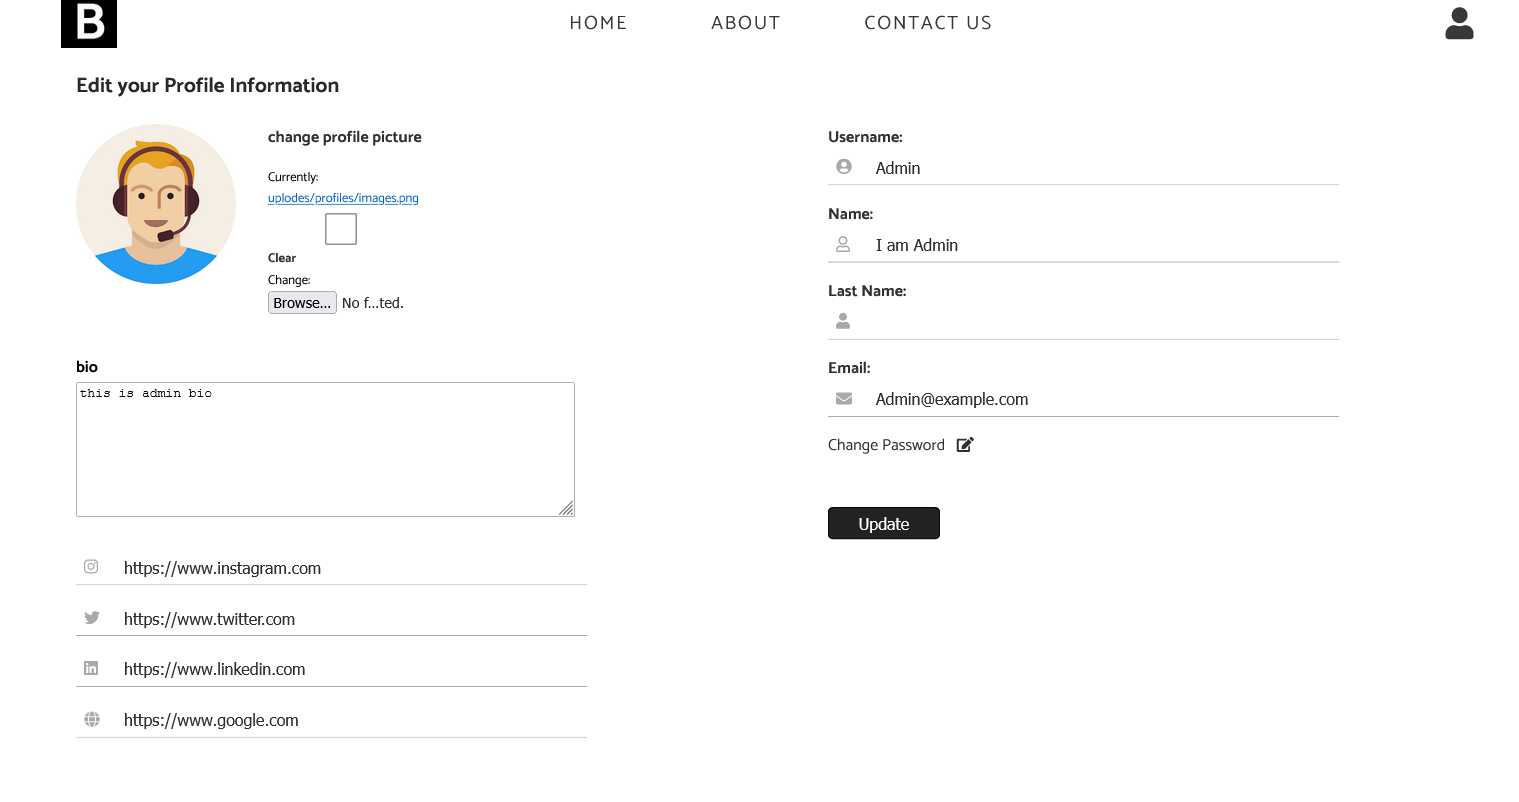 B
HOME ABOUT CONTACT US
Edit your Profile Information
change profile picture
Currently:
uplodes/profiles/images.png
Clear
Change:
Browse... No f...ted.
bio
this is admin bio
https://www.instagram.com
https://www.twitter.com
https://www.linkedin.com
https://www.google.com
Username:
Admin
Name:
I am Admin
Last Name:
Email:
Admin@example.com
Change Password
Update